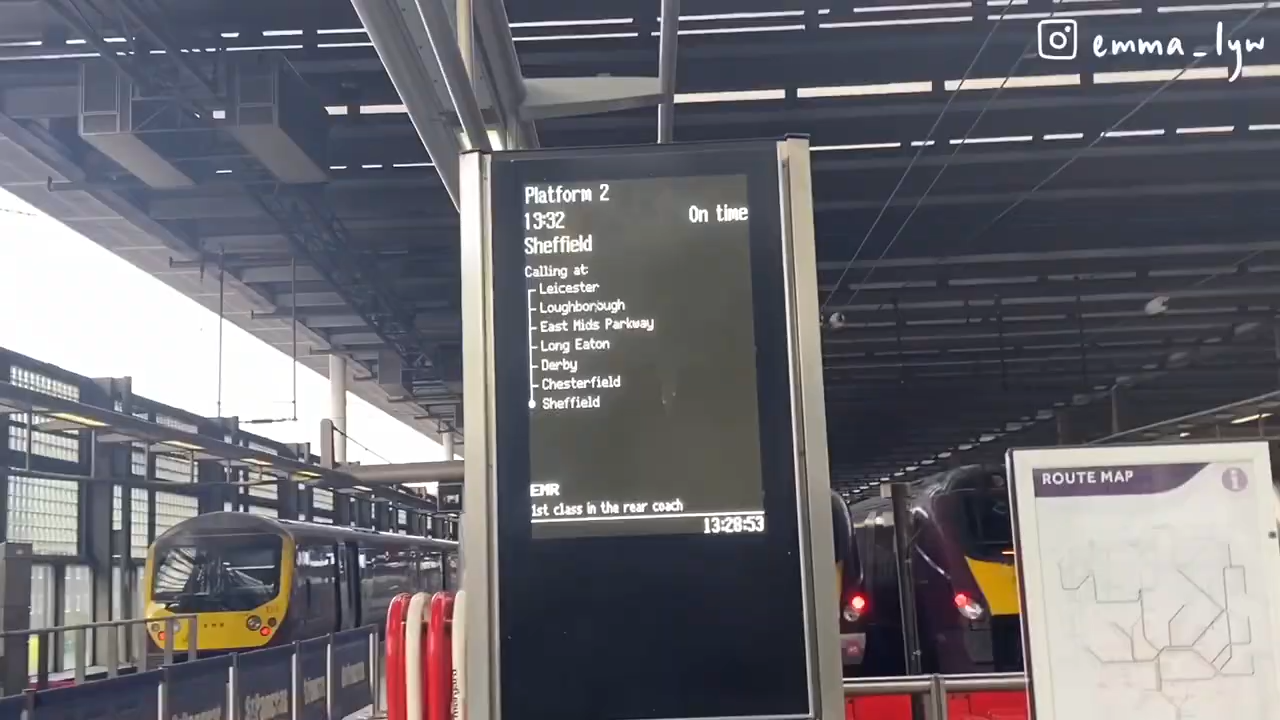 emma_lyw
Platform 2
13:32
On time
Sheffield
Calling at:
Leicester
Loughborough
East Mids Parkway
Long Eaton
Derby
Chesterfield
Sheffield
EMR
1st class in the rear coach
13:28:53
ROUTE MAP
i